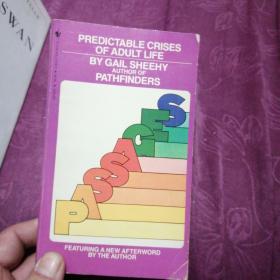 SWAN
PREDICTABLE CRISES
OF ADULT LIFE
BY GAIL SHEEHY
AUTHOR OF
PATHFINDERS
PASSAGES
FEATURING A NEW AFTERWORD
BY THE AUTHOR